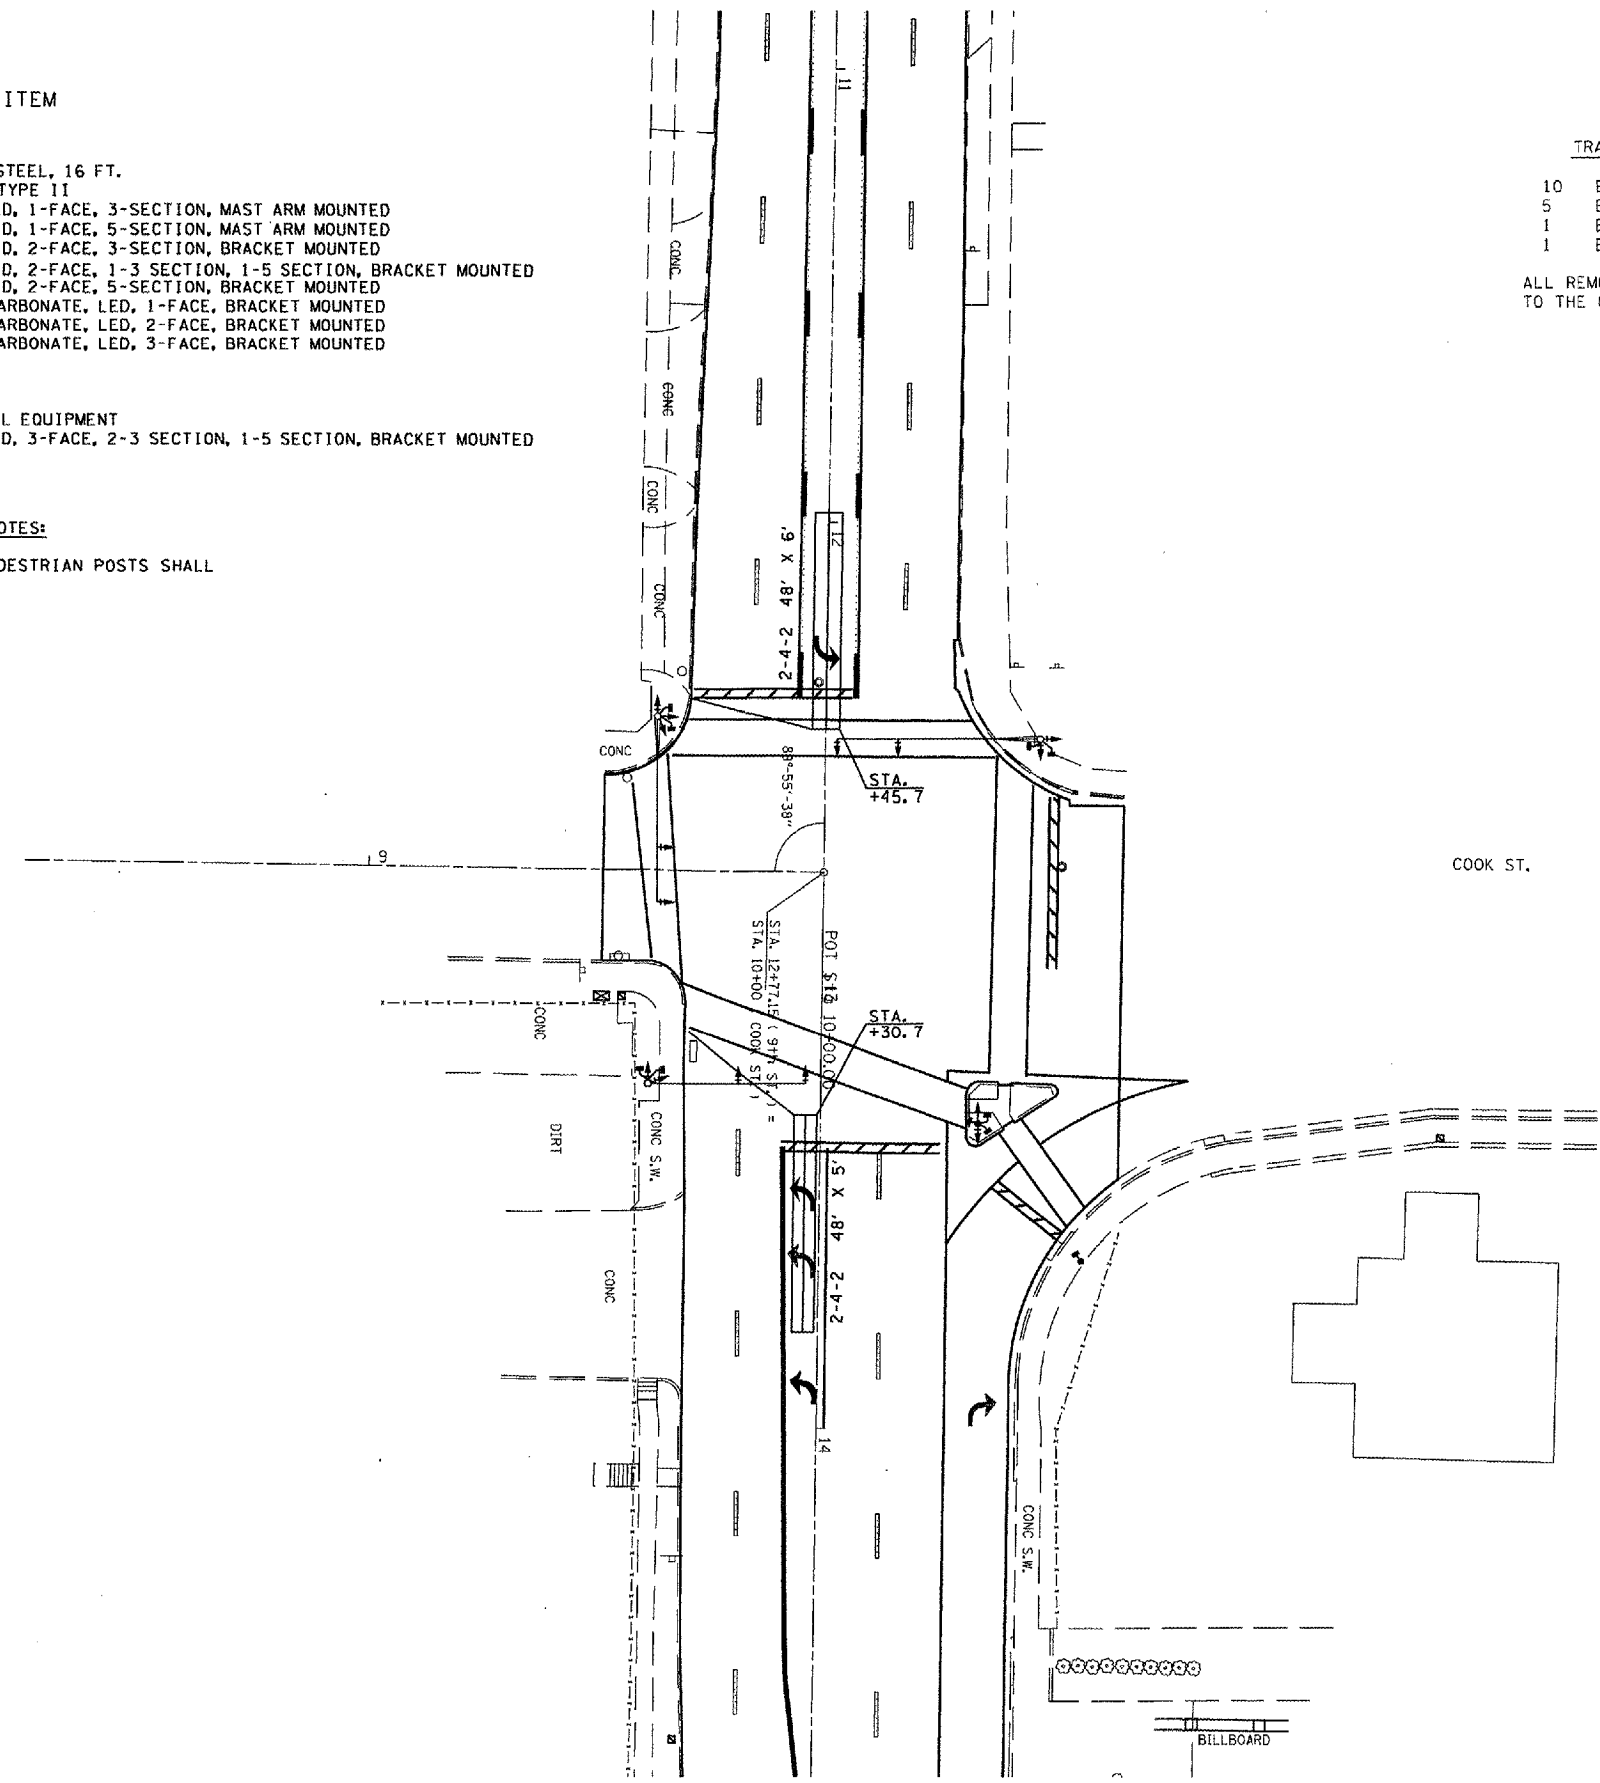 ITEM
STEEL, 16 FT.
TYPE II
D, 1-FACE, 3-SECTION, MAST ARM MOUNTED
D, 1-FACE, 5-SECTION, MAST ARM MOUNTED
D, 2-FACE, 3-SECTION, BRACKET MOUNTED
D, 2-FACE, 1-3 SECTION, 1-5 SECTION, BRACKET MOUNTED
D, 2-FACE, 5-SECTION, BRACKET MOUNTED
ARBONATE, LED, 1-FACE, BRACKET MOUNTED
ARBONATE, LED, 2-FACE, BRACKET MOUNTED
ARBONATE, LED, 3-FACE, BRACKET MOUNTED
L EQUIPMENT
D, 3-FACE, 2-3 SECTION, 1-5 SECTION, BRACKET MOUNTED
OTES:
DESTRIAN POSTS SHALL
TRA
10 E
5 E
1 E
1 E
ALL REM
TO THE
11
CONC
CONC
CONC
CONC
12
2-4-2 48' X 6'
CONC
88°-55'-38"
STA.
+45.7
9
COOK ST.
STA. 12+77.15 ( 9TH ST. ) =
STA. 10+00 COOK ST. )
POT 10+00.00
STA.
+30.7
CONC
DIRT
CONC S.W.
2-4-2 48' X 5'
CONC
14
CONC S.W.
BILLBOARD